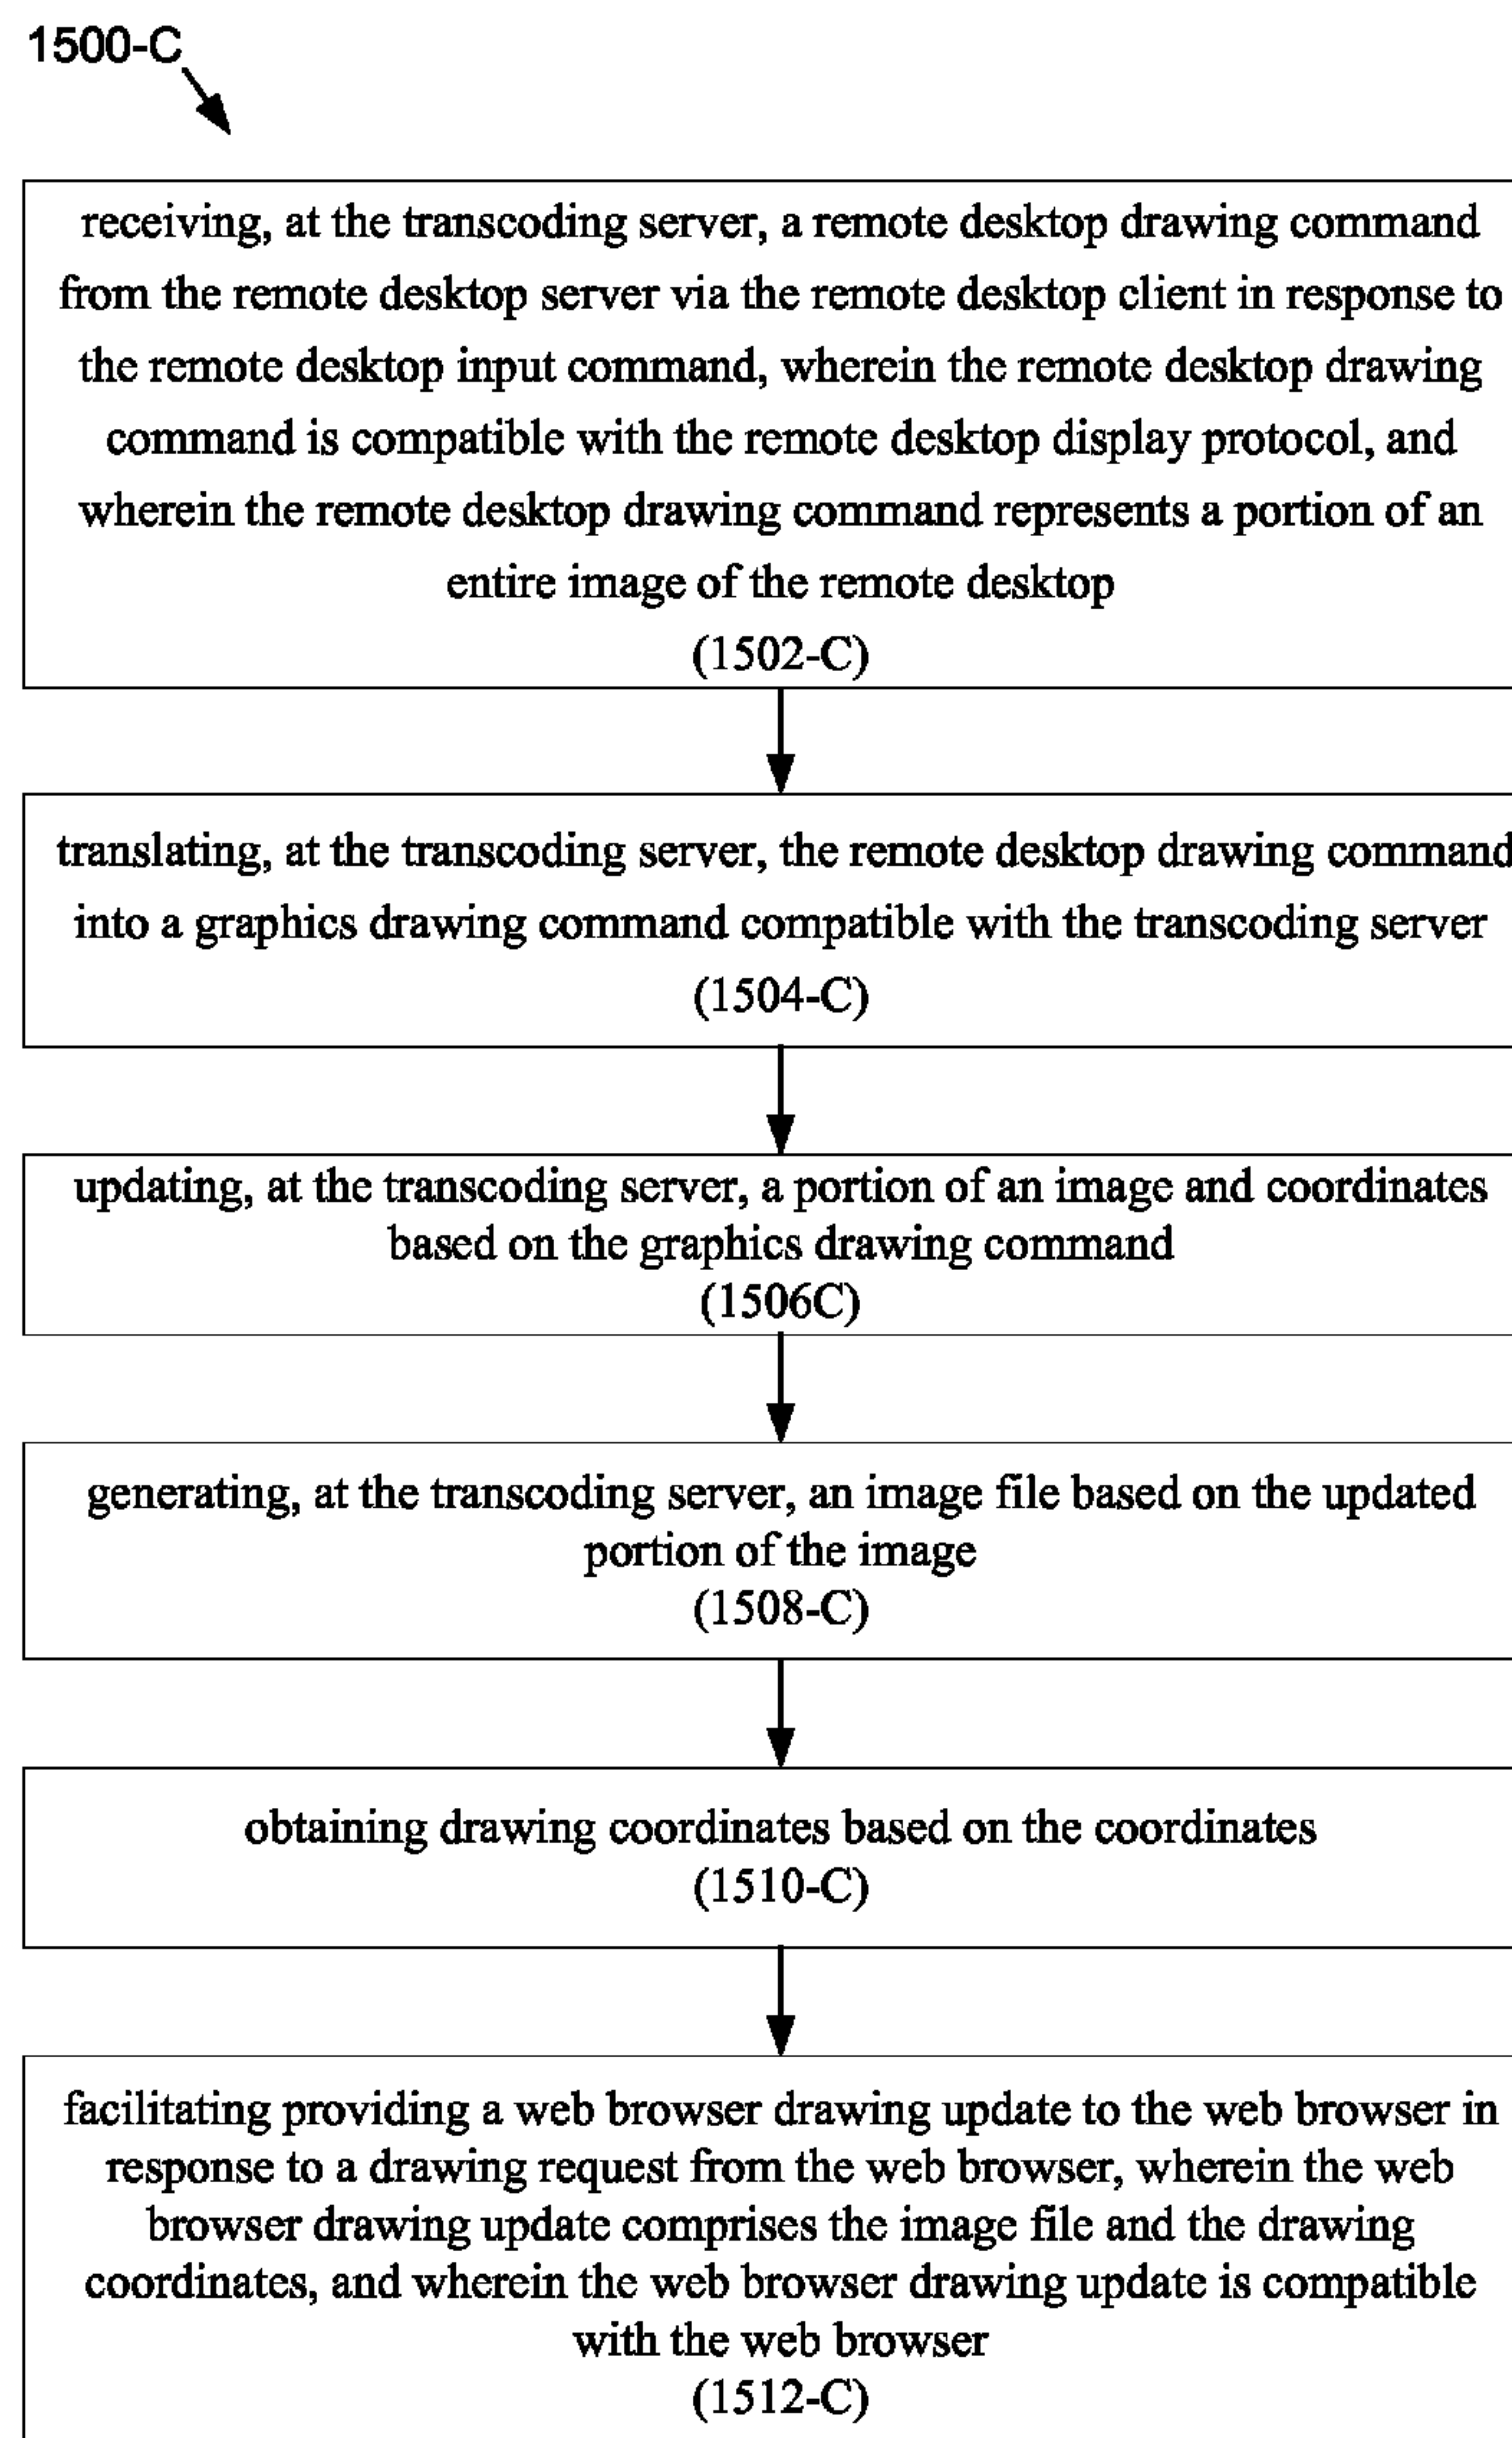 1500-C
receiving, at the transcoding server, a remote desktop drawing command
from the remote desktop server via the remote desktop client in response to
the remote desktop input command, wherein the remote desktop drawing
command is compatible with the remote desktop display protocol, and
wherein the remote desktop drawing command represents a portion of an
entire image of the remote desktop
(1502-C)
translating, at the transcoding server, the remote desktop drawing command
into a graphics drawing command compatible with the transcoding server
(1504-C)
updating, at the transcoding server, a portion of an image and coordinates
based on the graphics drawing command
(1506C)
generating, at the transcoding server, an image file based on the updated
portion of the image
(1508-C)
obtaining drawing coordinates based on the coordinates
(1510-C)
facilitating providing a web browser drawing update to the web browser in
response to a drawing request from the web browser, wherein the web
browser drawing update comprises the image file and the drawing
coordinates, and wherein the web browser drawing update is compatible
with the web browser
(1512-C)